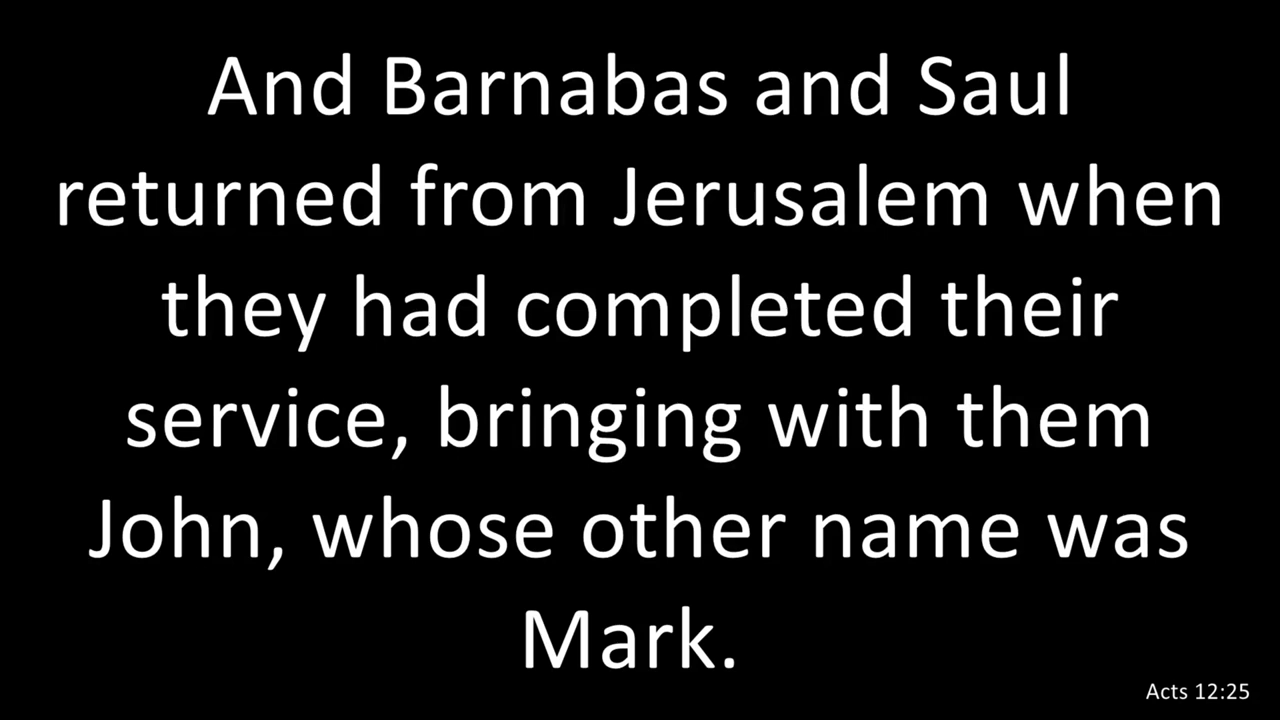 And Barnabas and Saul
returned from Jerusalem when
they had completed their
service, bringing with them
John, whose other name was
Mark.
Acts 12:25